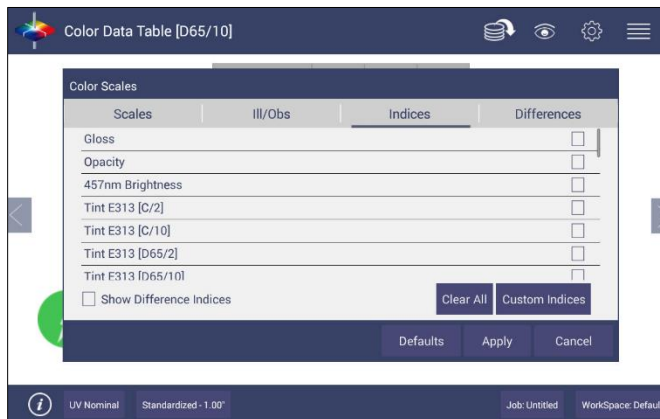 Color Data Table [D65/10]
Color Scales
Scales Ill/Obs Indices Differences
Gloss
Opacity
457nm Brightness
Tint E313 [C/2]
Tint E313 [C/10]
Tint E313 [D65/2]
Tint E313 [D65/10]
Show Difference Indices Clear All Custom Indices
Defaults Apply Cancel
i UV Nominal Standardized - 1.00" Job: Untitled WorkSpace: Defaul